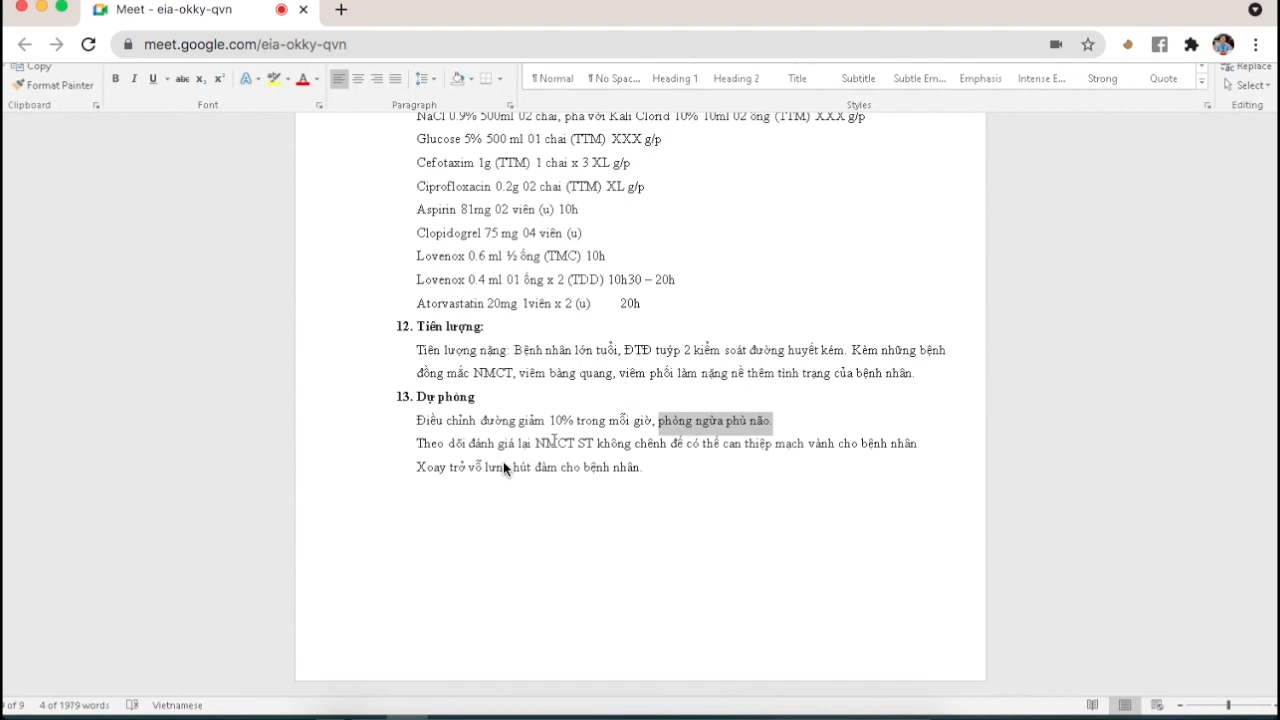 Meet - eia-okky-qvn
meet.google.com/eia-okky-qvn
Copy
Format Painter
B I U abc x₂ x² A A
¶ Normal ¶ No Spac... Heading 1 Heading 2 Title Subtitle Subtle Em... Emphasis Intense E... Strong Quote
Replace
Select
Clipboard Font Paragraph Styles Editing
NaCl 0.9% 500ml 02 chai, pha với Kali Clorid 10% 10ml 02 ống (TTM) XXX g/p
Glucose 5% 500 ml 01 chai (TTM) XXX g/p
Cefotaxim 1g (TTM) 1 chai x 3 XL g/p
Ciprofloxacin 0.2g 02 chai (TTM) XL g/p
Aspirin 81mg 02 viên (u) 10h
Clopidogrel 75 mg 04 viên (u)
Lovenox 0.6 ml ½ ống (TMC) 10h
Lovenox 0.4 ml 01 ống x 2 (TDD) 10h30 – 20h
Atorvastatin 20mg 1viên x 2 (u) 20h
12. Tiên lượng:
Tiên lượng nặng: Bệnh nhân lớn tuổi, ĐTĐ tuýp 2 kiểm soát đường huyết kém. Kèm những bệnh
đồng mắc NMCT, viêm bàng quang, viêm phổi làm nặng nề thêm tình trạng của bệnh nhân.
13. Dự phòng
Điều chỉnh đường giảm 10% trong mỗi giờ, phòng ngừa phù não.
Theo dõi đánh giá lại NMCT ST không chênh để có thể can thiệp mạch vành cho bệnh nhân
Xoay trở vỗ lưng hút đàm cho bệnh nhân.
of 9 4 of 1979 words Vietnamese